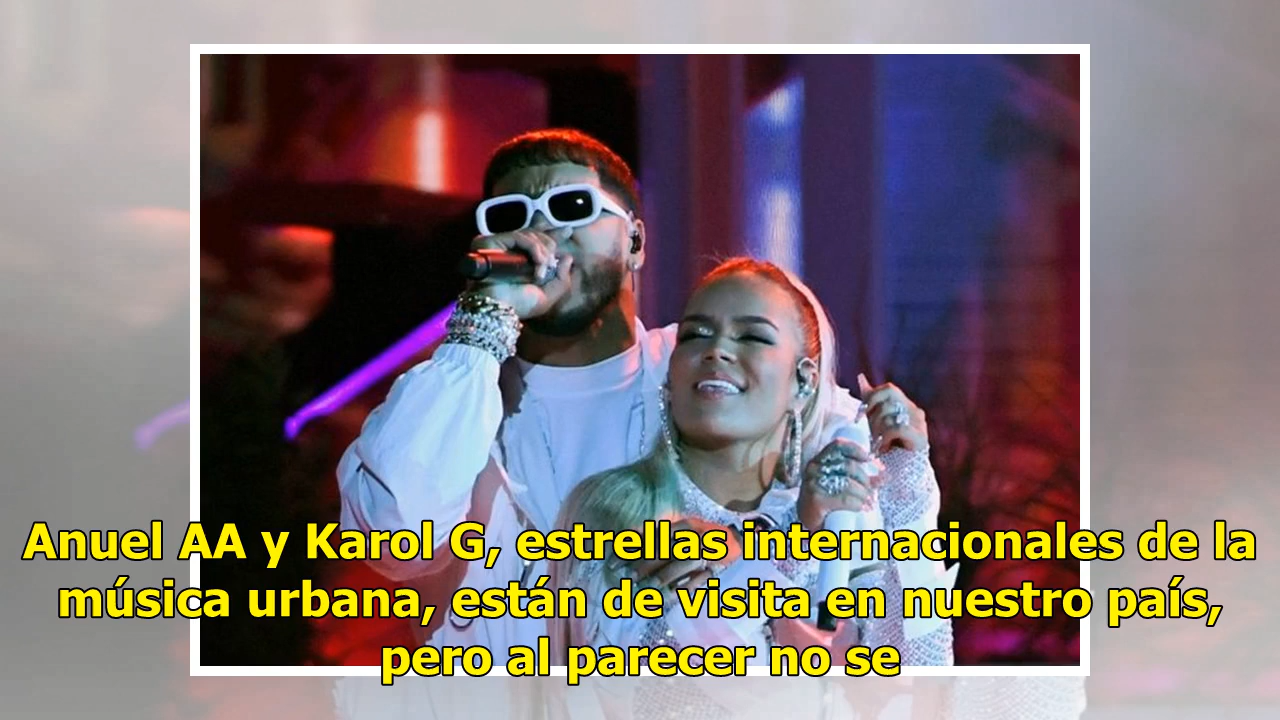 Anuel AA y Karol G, estrellas internacionales de la
música urbana, están de visita en nuestro país,
pero al parecer no se